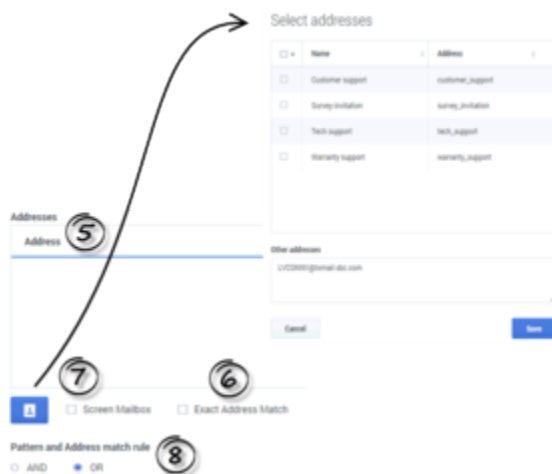 Select addresses
Name
Address
Customer support
customer_support
Survey invitation
survey_invitation
Tech support
tech_support
Warranty support
warranty_support
Addresses
Address
5
Other addresses
Cancel
Save
7
6
Screen Mailbox
Exact Address Match
Pattern and Address match rule
8
AND
OR